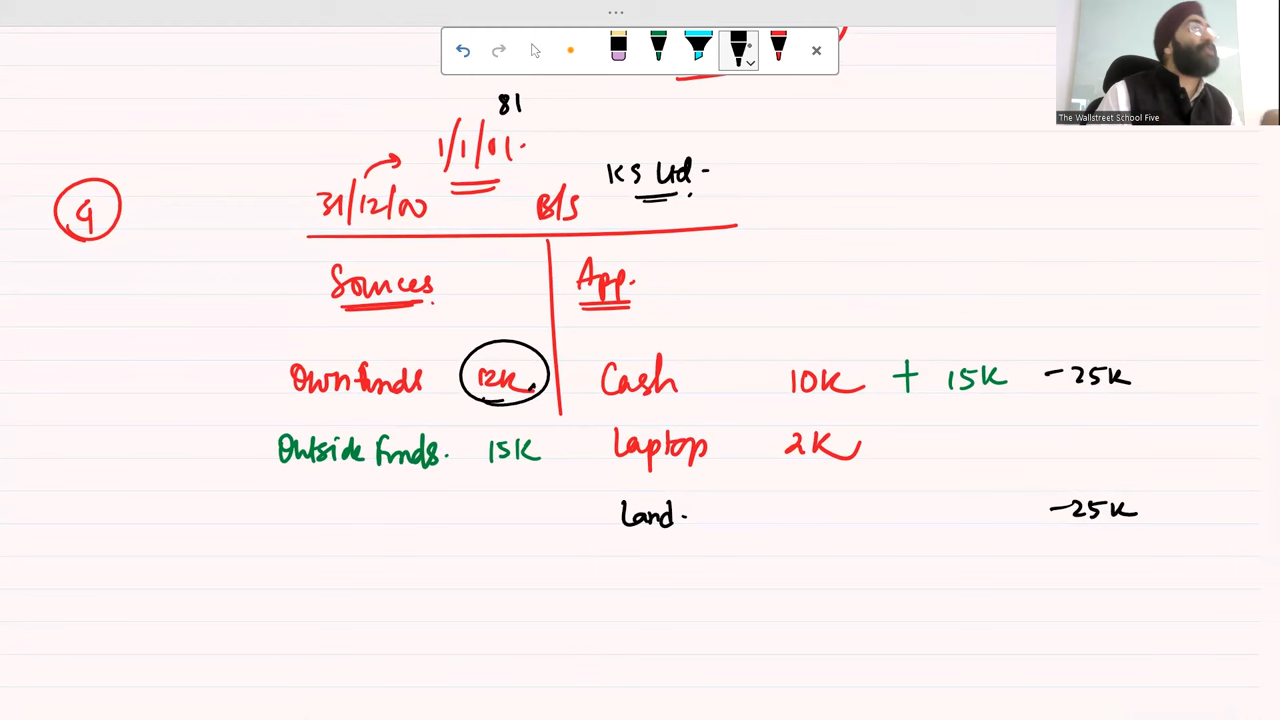 The Wallstreet School Five
81
1/1/01.
KS Ltd.
31/12/00 B/S
Sources App.
Own funds 12K Cash 10K + 15K - 25K
Outside funds. 15K Laptop 2K
Land. - 25K